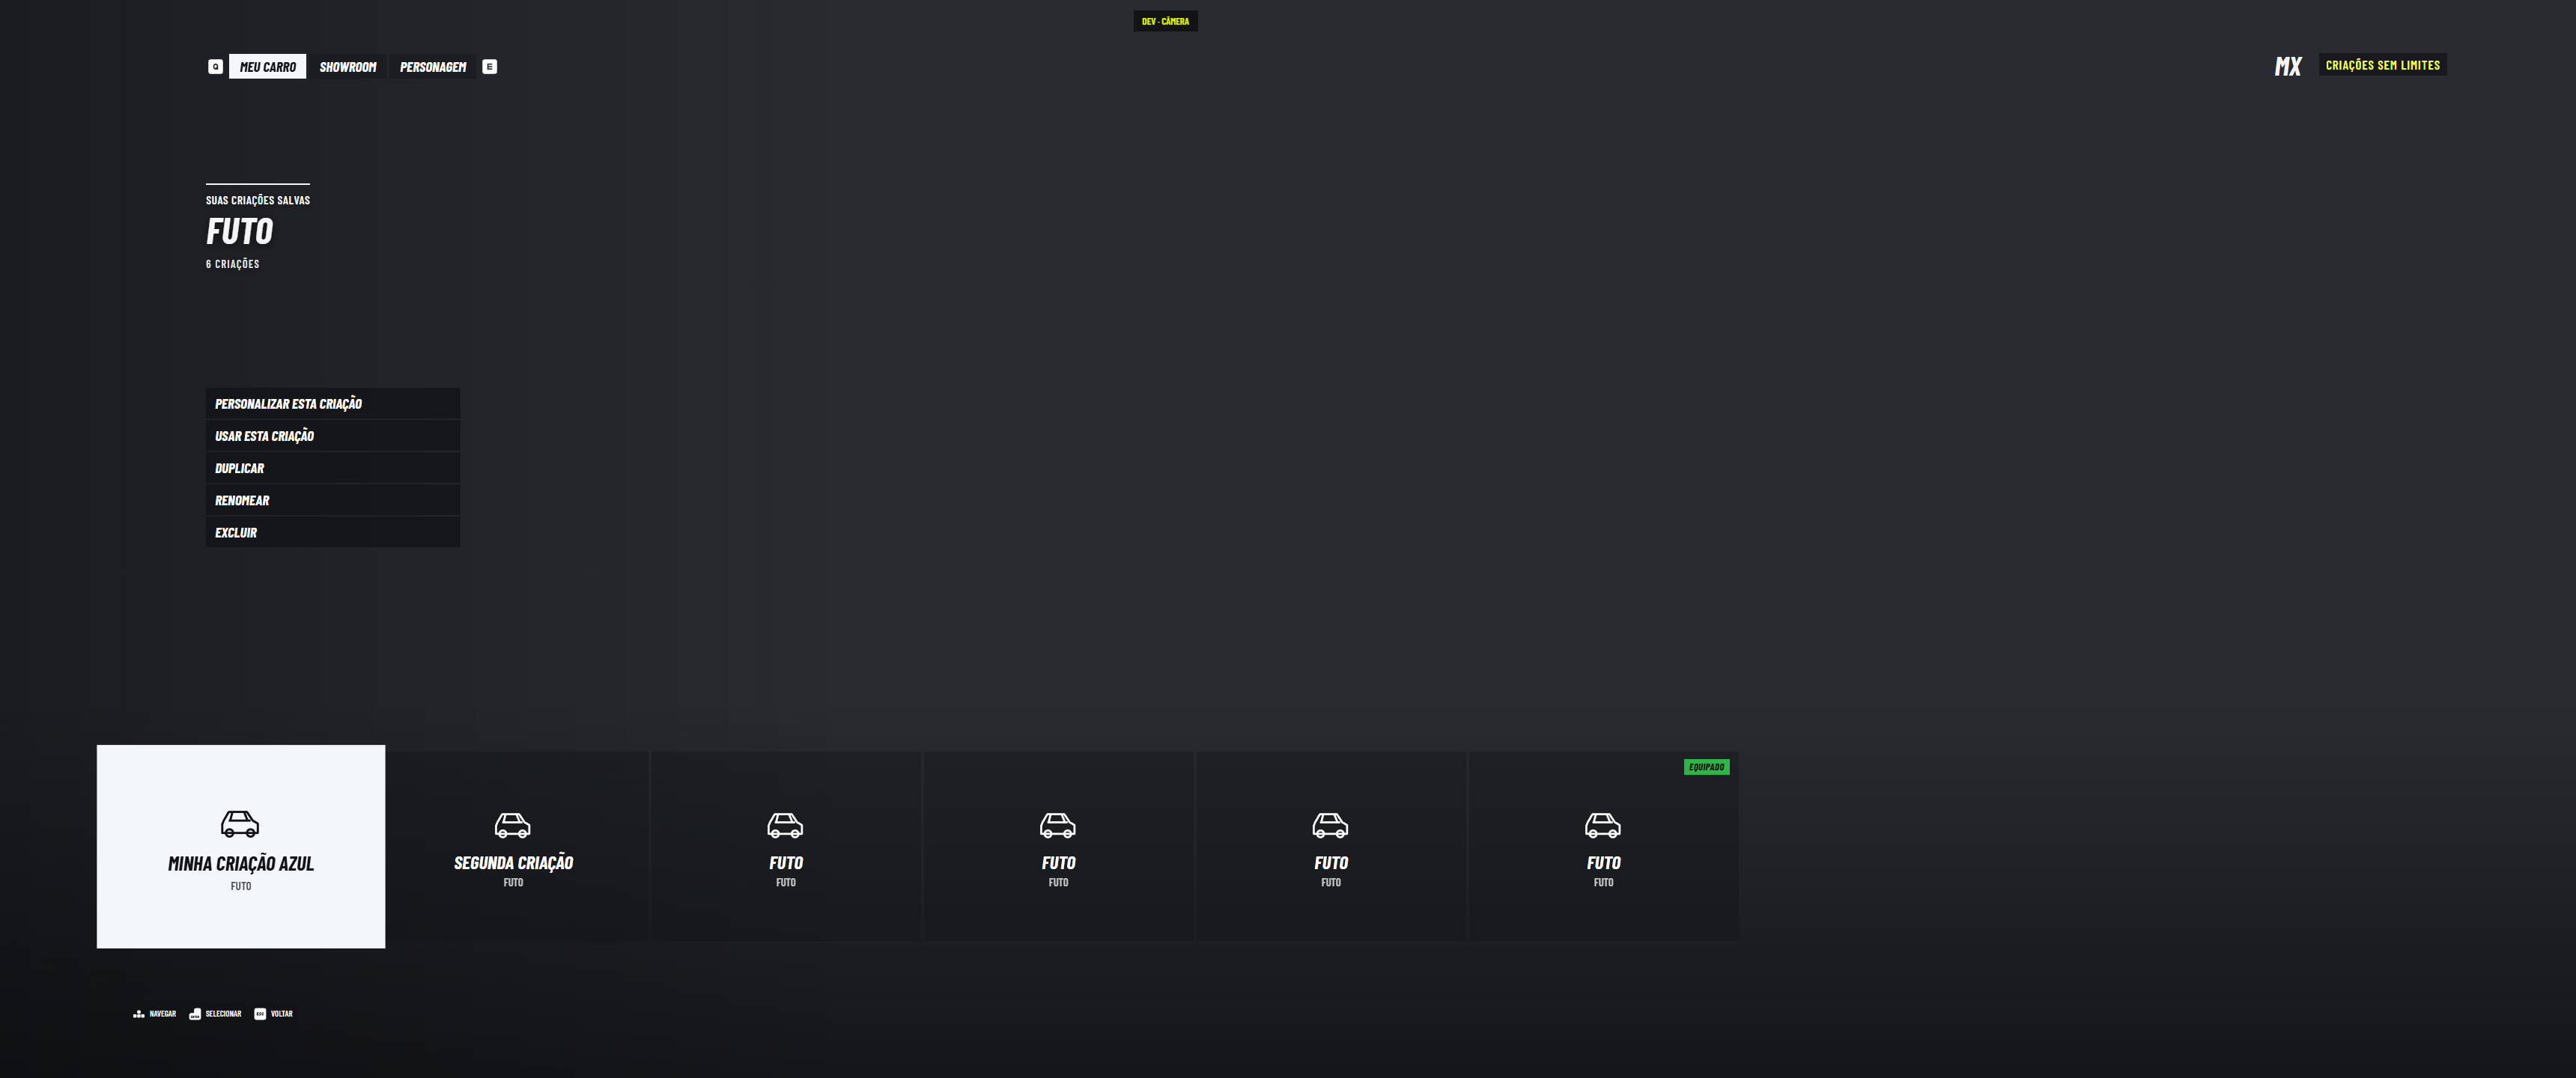 DEV - CÂMERA
Q MEU CARRO SHOWROOM PERSONAGEM E
MX CRIAÇÕES SEM LIMITES
SUAS CRIAÇÕES SALVAS
FUTO
6 CRIAÇÕES
PERSONALIZAR ESTA CRIAÇÃO
USAR ESTA CRIAÇÃO
DUPLICAR
RENOMEAR
EXCLUIR
EQUIPADO
MINHA CRIAÇÃO AZUL
FUTO
SEGUNDA CRIAÇÃO
FUTO
FUTO
FUTO
FUTO
FUTO
FUTO
FUTO
FUTO
FUTO
NAVEGAR SELECIONAR ESC VOLTAR